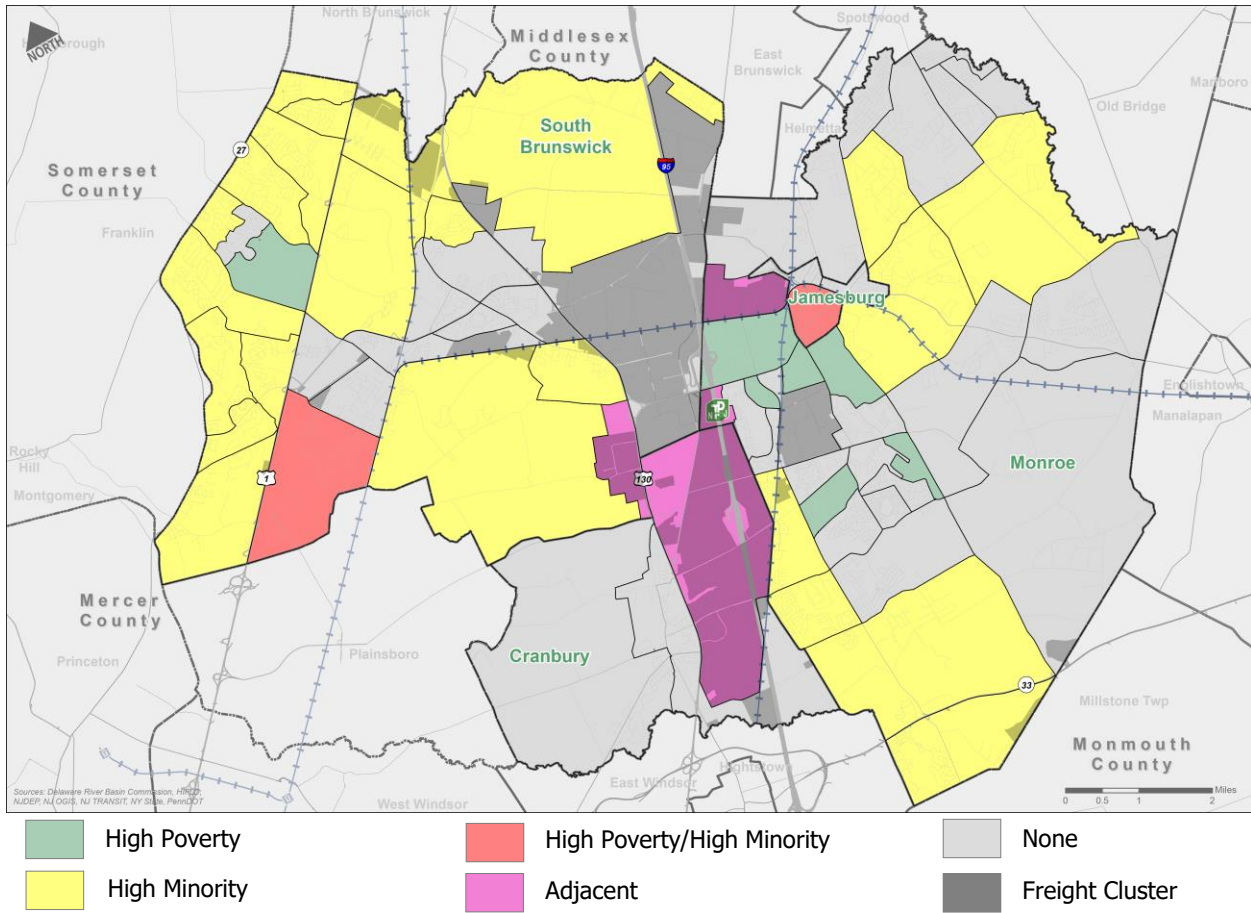 North Brunswick
Spotswood
NORTH
Middlesex
County
East
Brunswick
Marlboro
Old Bridge
Helmetta
South
Brunswick
27
95
Somerset
County
Franklin
Jamesburg
Englishtown
Manalapan
Rocky
Hill
Montgomery
1
130
Monroe
Mercer
County
Princeton
Plainsboro
Cranbury
33
Millstone Twp
Monmouth
County
Hightstown
East Windsor
West Windsor
Sources: Delaware River Basin Commission,
NJDEP, NJ OGIS, NJ TRANSIT, NY State, PennDOT
0 0.5 1 2 Miles
High Poverty
High Poverty/High Minority
None
High Minority
Adjacent
Freight Cluster